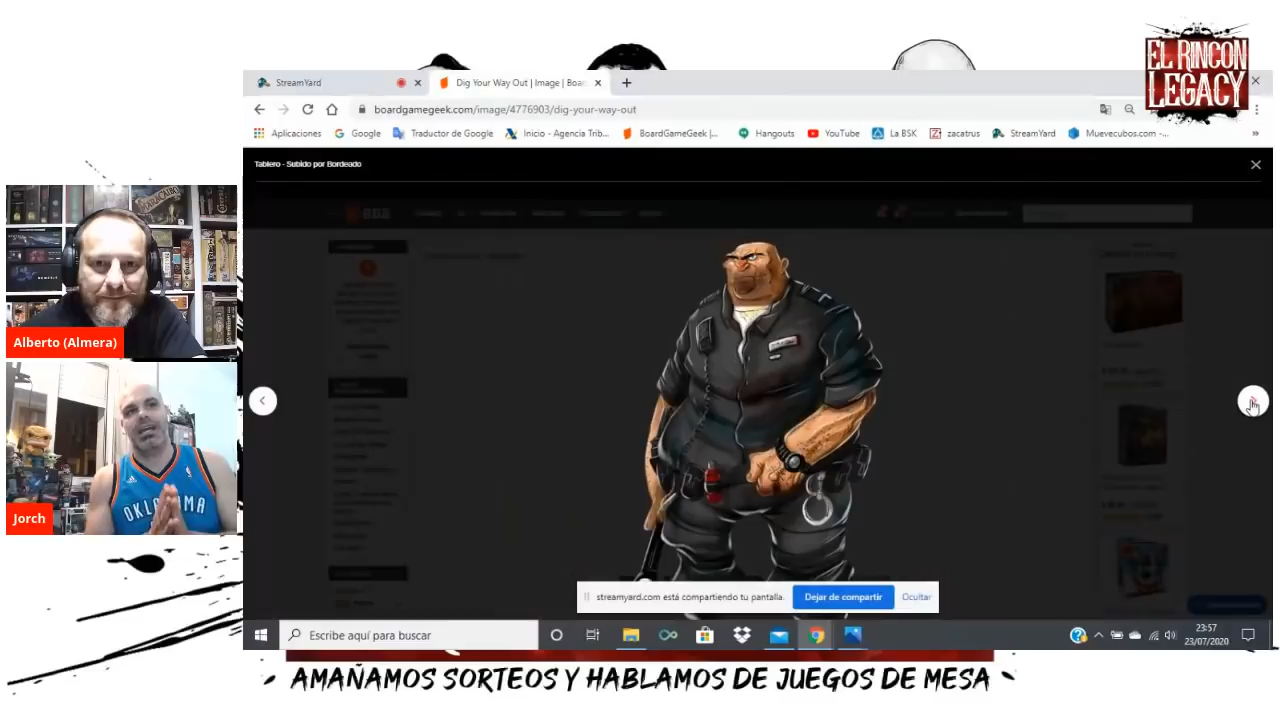 EL RINCON
LEGACY
StreamYard
Dig Your Way Out | Image | Boar
boardgamegeek.com/image/4776903/dig-your-way-out
Aplicaciones
Google
Traductor de Google
Inicio - Agencia Trib...
BoardGameGeek |...
Hangouts
YouTube
La BSK
zacatrus
StreamYard
Muevecubos.com -...
Tablero - Subido por Bordeado
MARACAIBO
Alberto (Almera)
OKLAHOMA
Jorch
streamyard.com está compartiendo tu pantalla.
Dejar de compartir
Ocultar
Escribe aquí para buscar
23:57
23/07/2020
AMAÑAMOS SORTEOS Y HABLAMOS DE JUEGOS DE MESA